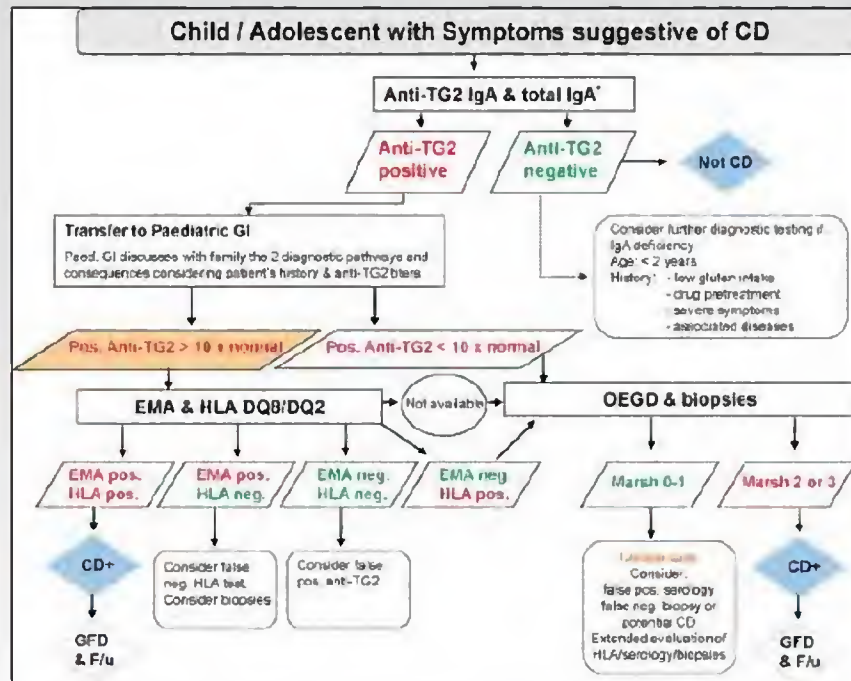 Child / Adolescent with Symptoms suggestive of CD
Anti-TG2 IgA & total IgA*
Anti-TG2
positive
Anti-TG2
negative
Not CD
Transfer to Paediatric GI
Paed. GI discusses with family the 2 diagnostic pathways and
consequences considering patient's history & anti-TG2 titers
Consider further diagnostic testing if:
IgA deficiency
Age: < 2 years
History: - low gluten intake
- drug pretreatment
- severe symptoms
- associated diseases
Pos. Anti-TG2 > 10 x normal
Pos. Anti-TG2 < 10 x normal
EMA & HLA DQ8/DQ2
Not available
OEGD & biopsies
EMA pos.
HLA pos.
EMA pos.
HLA neg.
EMA neg.
HLA neg.
EMA neg
HLA pos.
Marsh 0-1
Marsh 2 or 3
CD+
Consider false
neg. HLA test.
Consider biopsies
Consider false
pos. anti-TG2
Consider:
false pos. serology
false neg. biopsy or
potential CD
Extended evaluation of
HLA/serology/biopsies
CD+
GFD
& F/u
GFD
& F/u